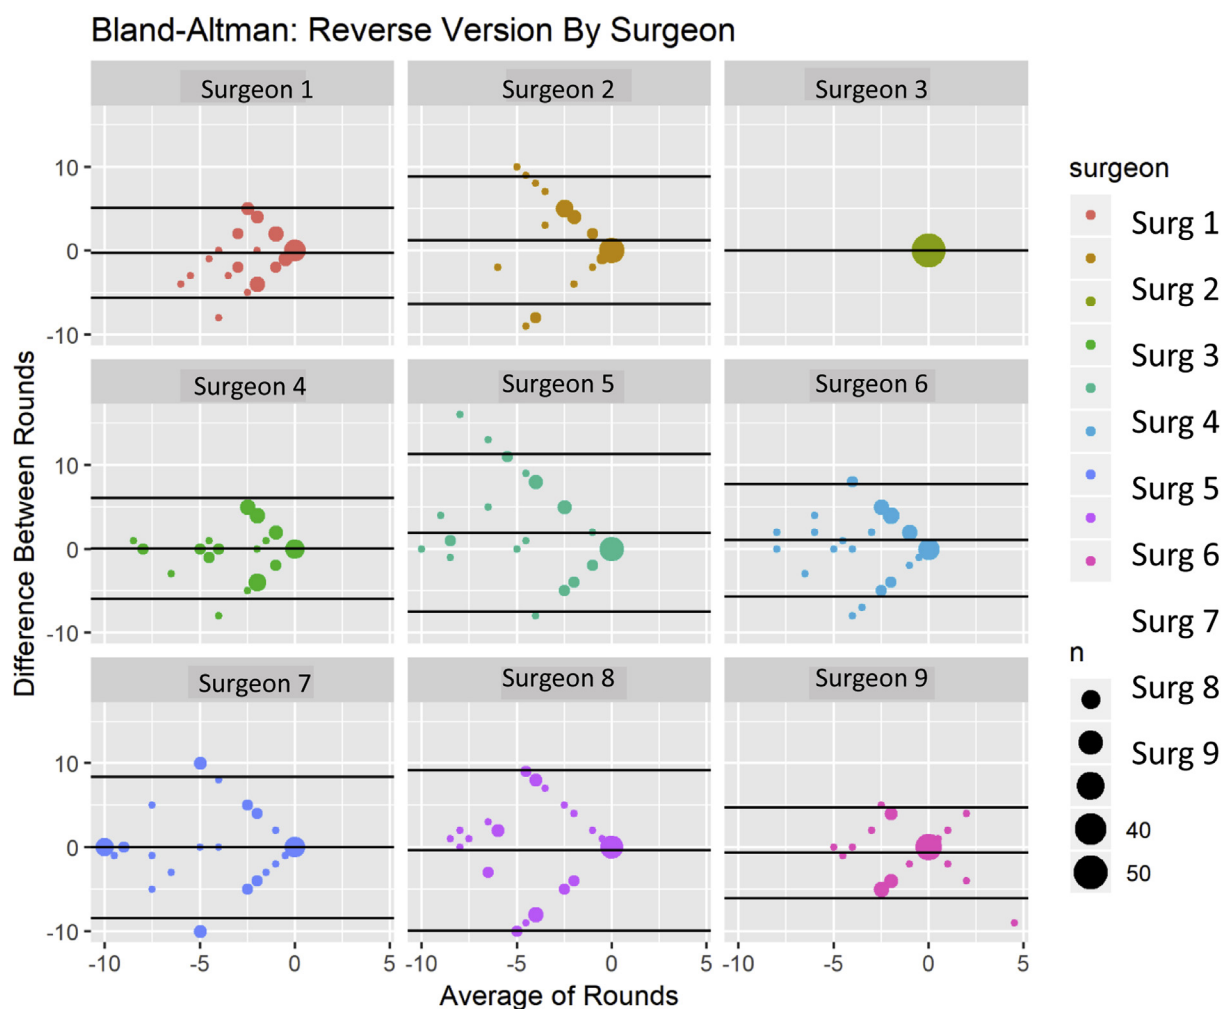 Bland-Altman: Reverse Version By Surgeon
Surgeon 1
Surgeon 2
Surgeon 3
10
0
-10
Surgeon 4
Surgeon 5
Surgeon 6
10
0
-10
Surgeon 7
Surgeon 8
Surgeon 9
10
0
-10
-10
-5
0
5
-10
-5
0
5
-10
-5
0
5
Difference Between Rounds
Average of Rounds
surgeon
Surg 1
Surg 2
Surg 3
Surg 4
Surg 5
Surg 6
Surg 7
n
Surg 8
Surg 9
40
50